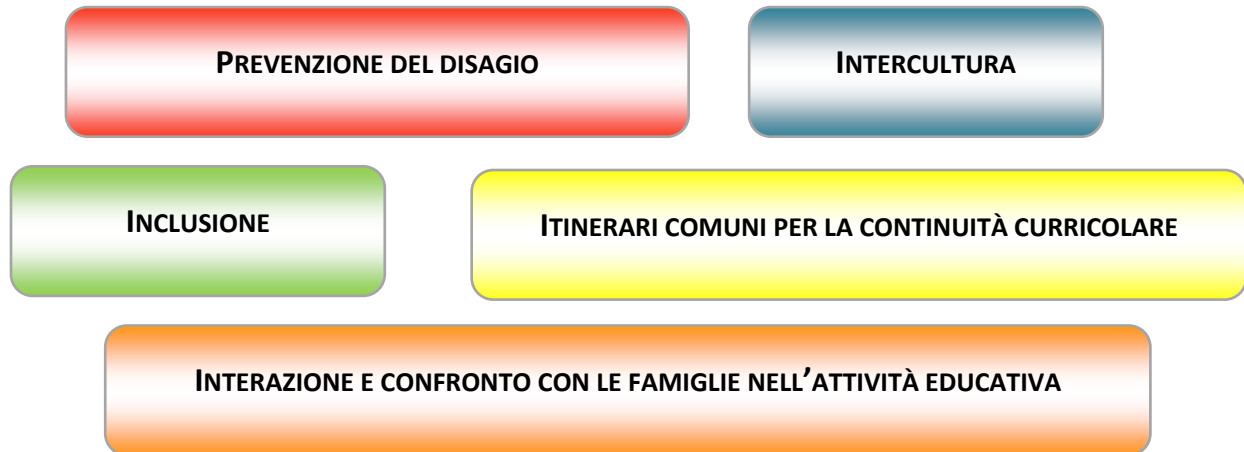 PREVENZIONE DEL DISAGIO
INTERCULTURA
INCLUSIONE
ITINERARI COMUNI PER LA CONTINUITÀ CURRICOLARE
INTERAZIONE E CONFRONTO CON LE FAMIGLIE NELL'ATTIVITÀ EDUCATIVA